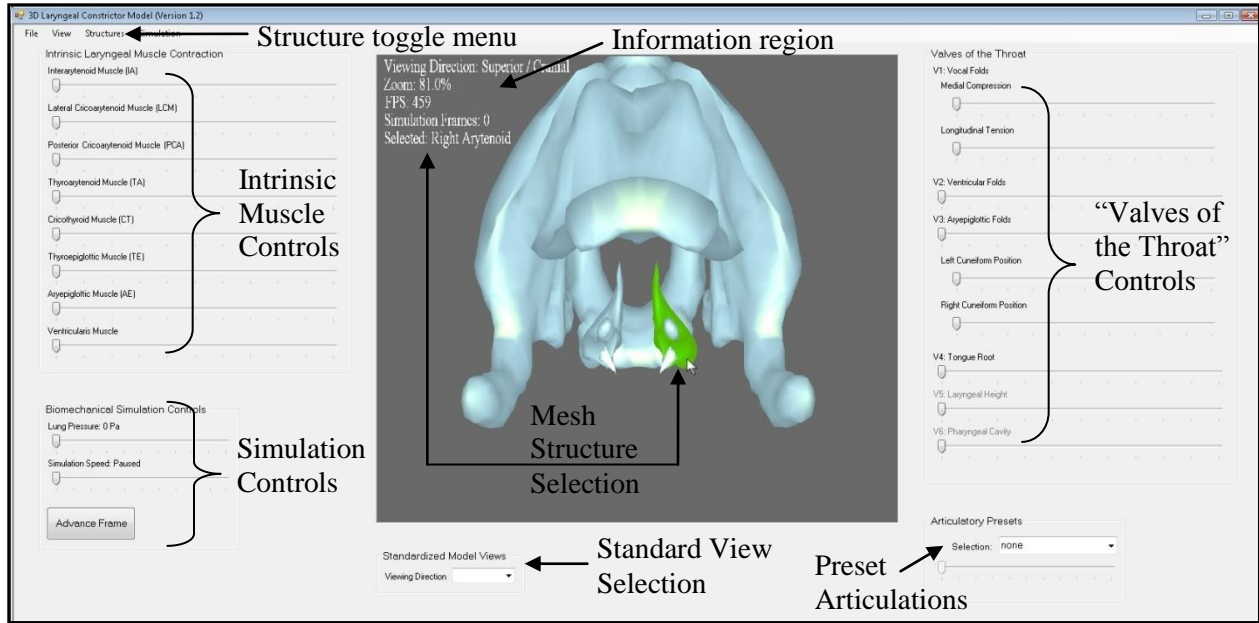 3D Laryngeal Constrictor Model (Version 1.2)
File View Structures Simulation
Structure toggle menu
Information region
Intrinsic Laryngeal Muscle Contraction
Interarytenoid Muscle (IA)
Lateral Cricoarytenoid Muscle (LCM)
Posterior Cricoarytenoid Muscle (PCA)
Thyroarytenoid Muscle (TA)
Cricothyroid Muscle (CT)
Thyroepiglottic Muscle (TE)
Aryepiglottic Muscle (AE)
Ventricularis Muscle
Intrinsic
Muscle
Controls
Biomechanical Simulation Controls
Lung Pressure: 0 Pa
Simulation Speed: Paused
Advance Frame
Simulation
Controls
Viewing Direction: Superior / Cranial
Zoom: 81.0%
FPS: 459
Simulation Frames: 0
Selected: Right Arytenoid
Mesh
Structure
Selection
Standardized Model Views
Viewing Direction
Standard View
Selection
Valves of the Throat
V1: Vocal Folds
Medial Compression
Longitudinal Tension
V2: Ventricular Folds
V3: Aryepiglottic Folds
Left Cuneiform Position
Right Cuneiform Position
V4: Tongue Root
V5: Laryngeal Height
V6: Pharyngeal Cavity
“Valves of
the Throat”
Controls
Articulatory Presets
Selection: none
Preset
Articulations